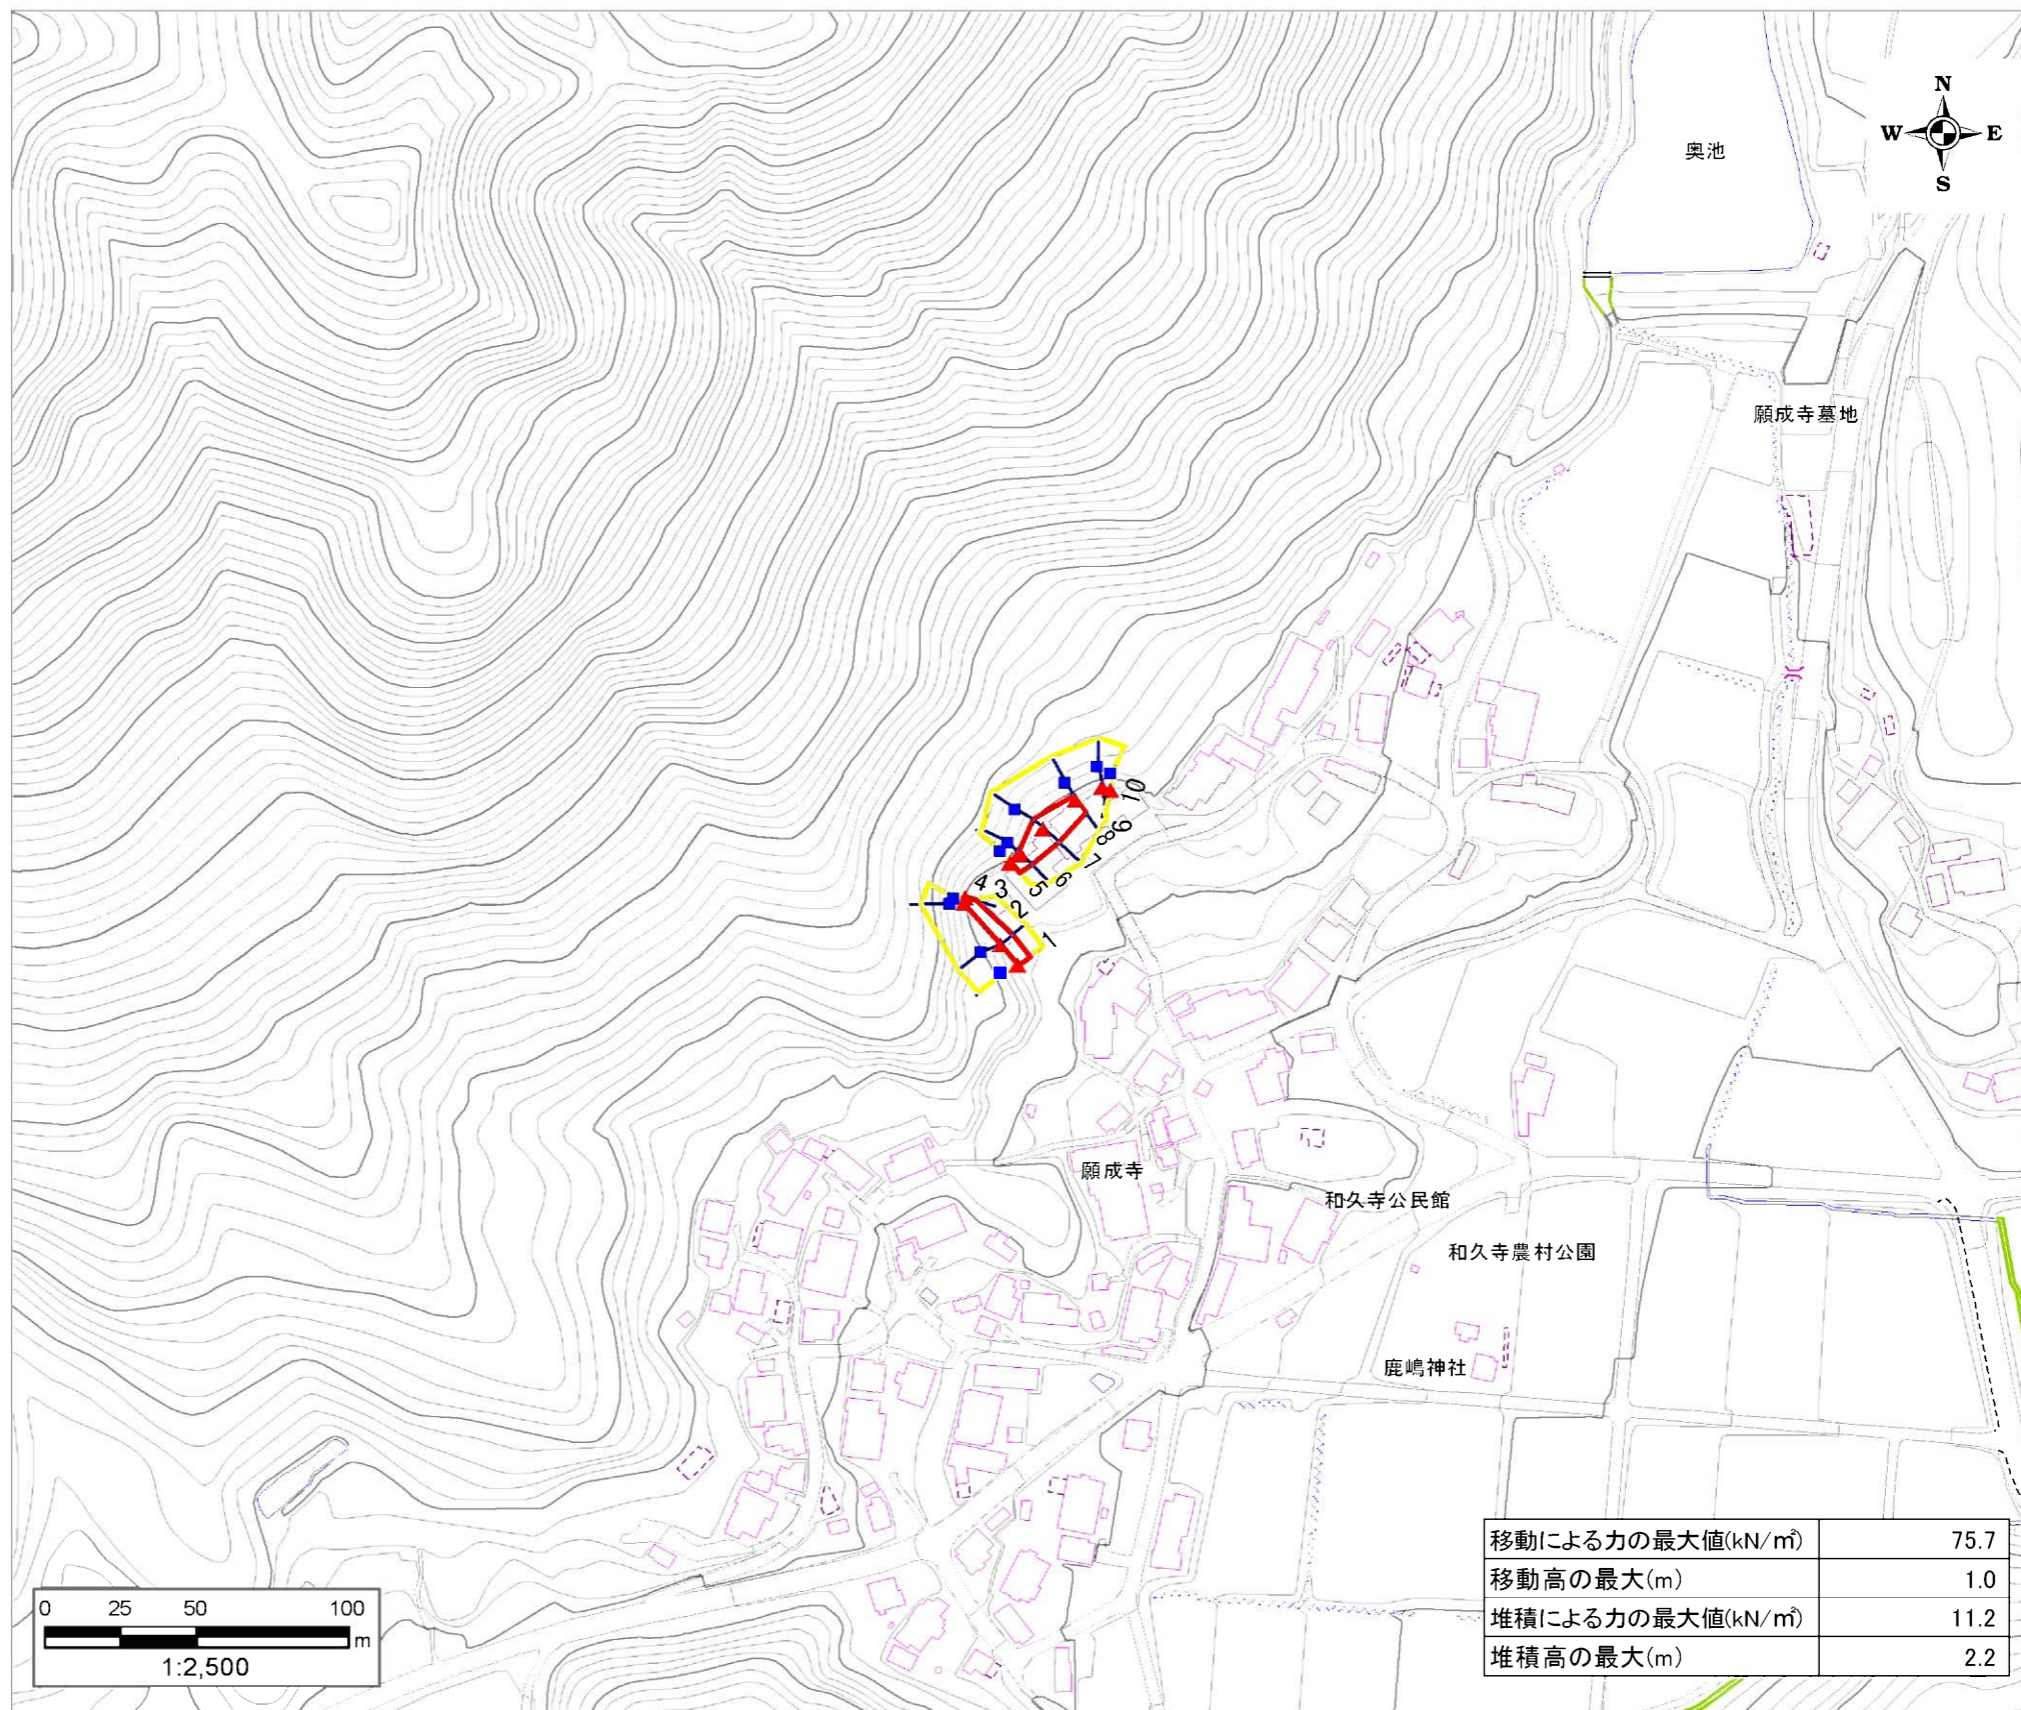 N
W E
S
奥池
願成寺墓地
10
9
8
7
6
5
4
3
2
1
願成寺
和久寺公民館
和久寺農村公園
鹿嶋神社
移動による力の最大値(kN/㎡) 75.7
移動高の最大(m) 1.0
堆積による力の最大値(kN/㎡) 11.2
堆積高の最大(m) 2.2
0 25 50 100
m
1:2,500